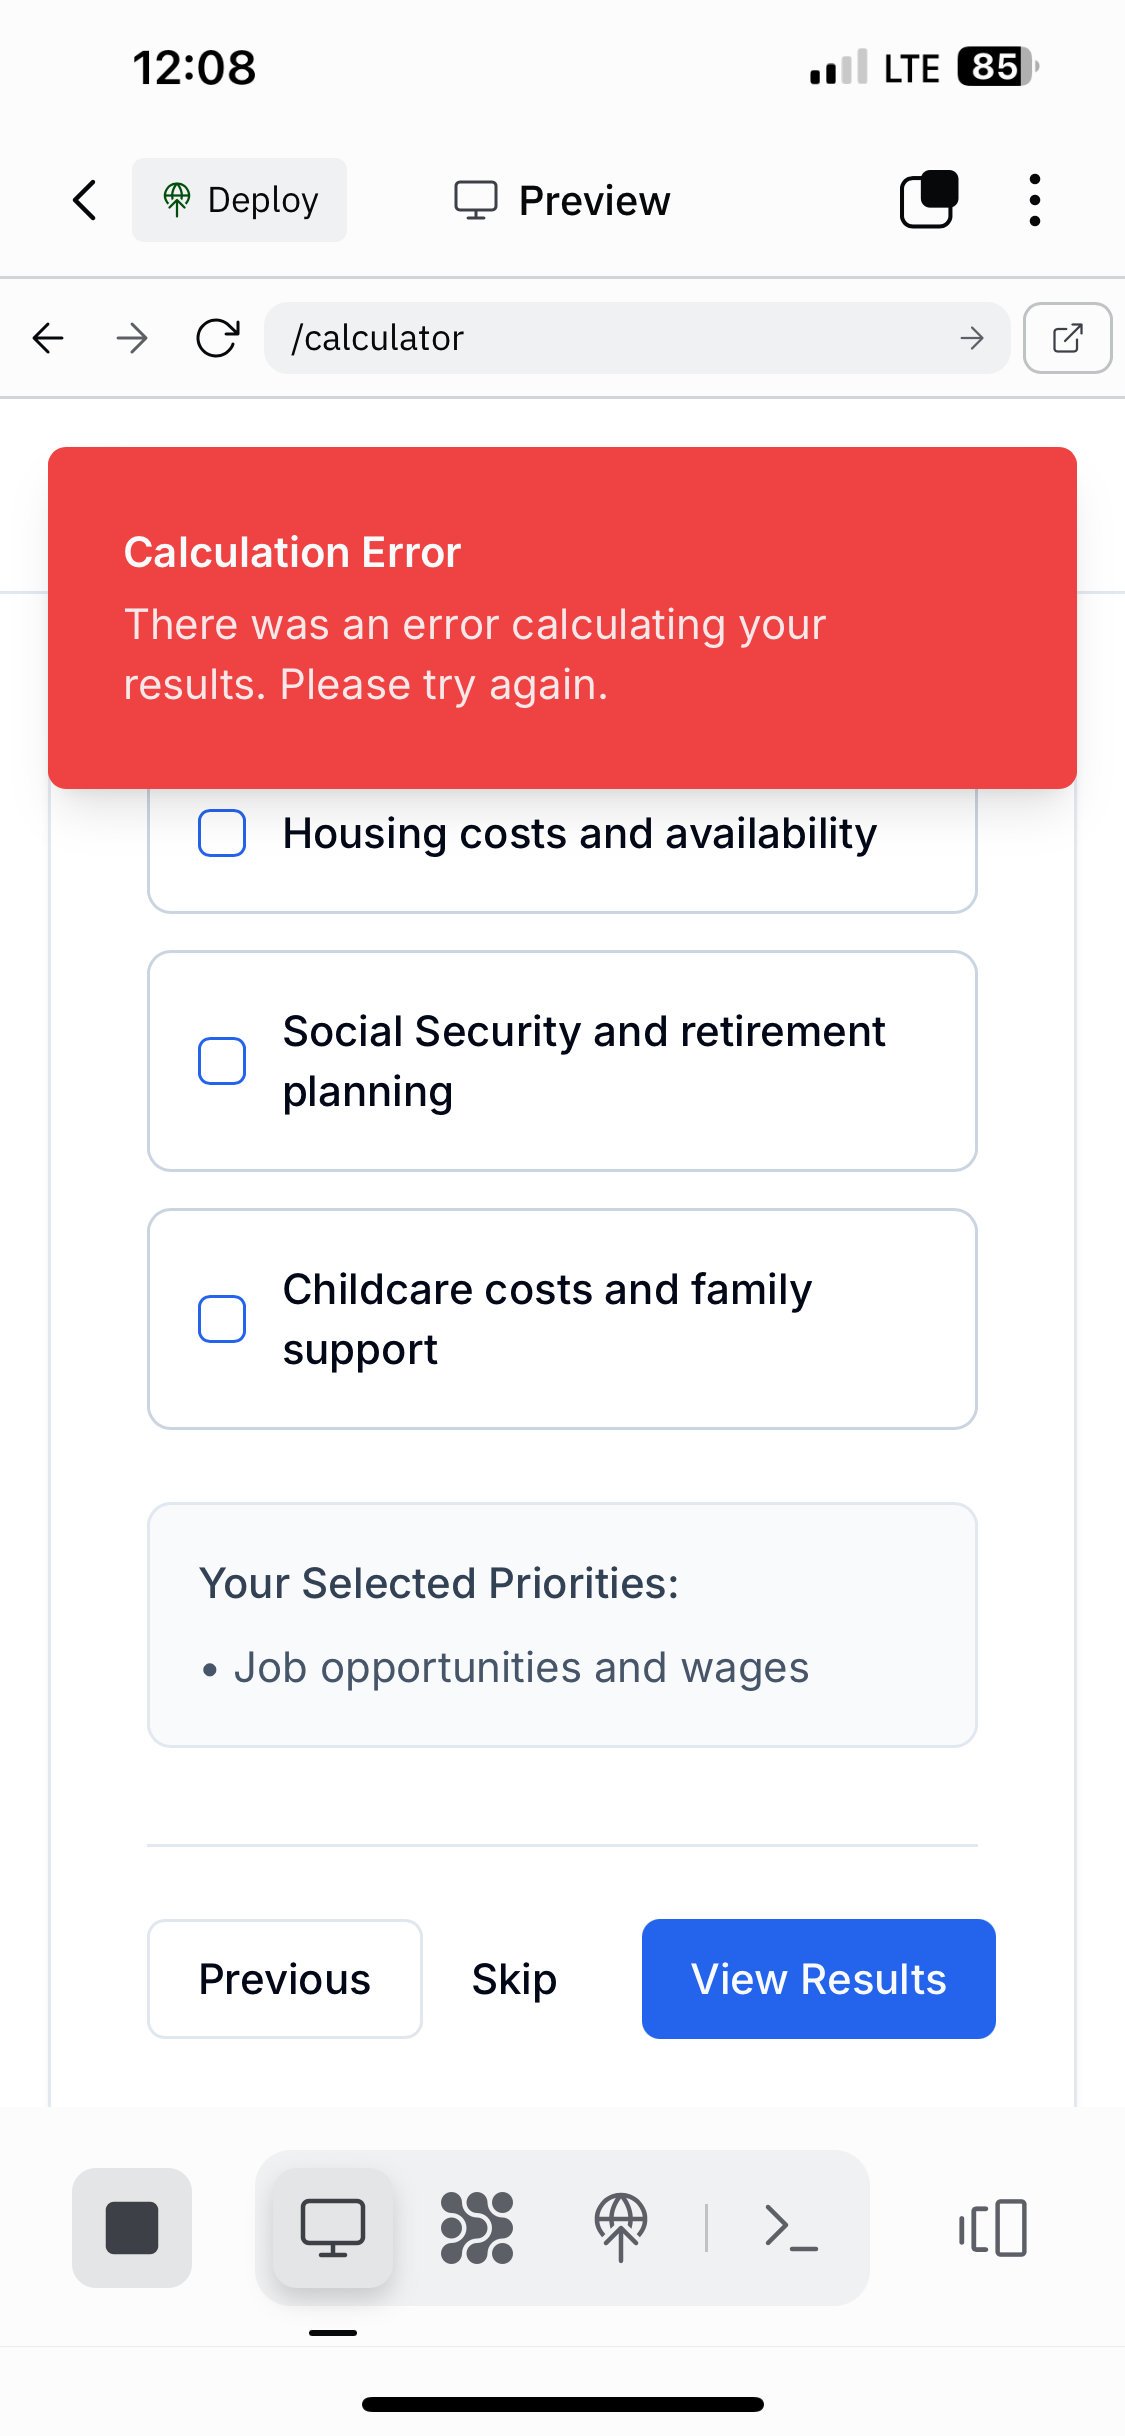 12:08
LTE 85
Deploy
Preview
/calculator
Calculation Error
There was an error calculating your
results. Please try again.
Housing costs and availability
Social Security and retirement
planning
Childcare costs and family
support
Your Selected Priorities:
• Job opportunities and wages
Previous
Skip
View Results